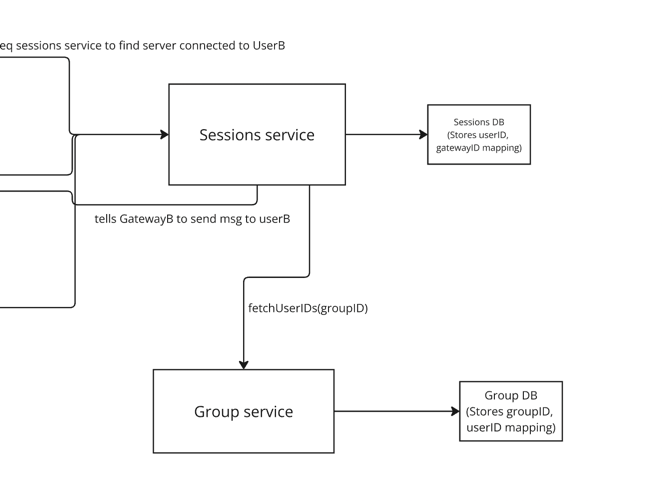 sessions service to find server connected to UserB
Sessions service
Sessions DB
(Stores userID,
gatewayID mapping)
tells GatewayB to send msg to userB
fetchUserIDs(groupID)
Group service
Group DB
(Stores groupID,
userID mapping)